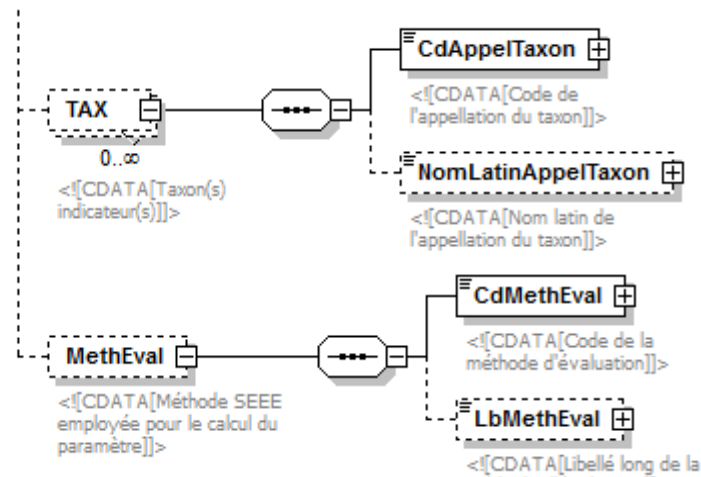 CdAppelTaxon
<![CDATA[Code de
l'appellation du taxon]]>
TAX
0..∞
<![CDATA[Taxon(s)
indicateur(s)]]>
NomLatinAppelTaxon
<![CDATA[Nom latin de
l'appellation du taxon]]>
CdMethEval
<![CDATA[Code de la
méthode d'évaluation]]>
MethEval
<![CDATA[Méthode SEEE
employée pour le calcul du
paramètre]]>
LbMethEval
<![CDATA[Libellé long de la